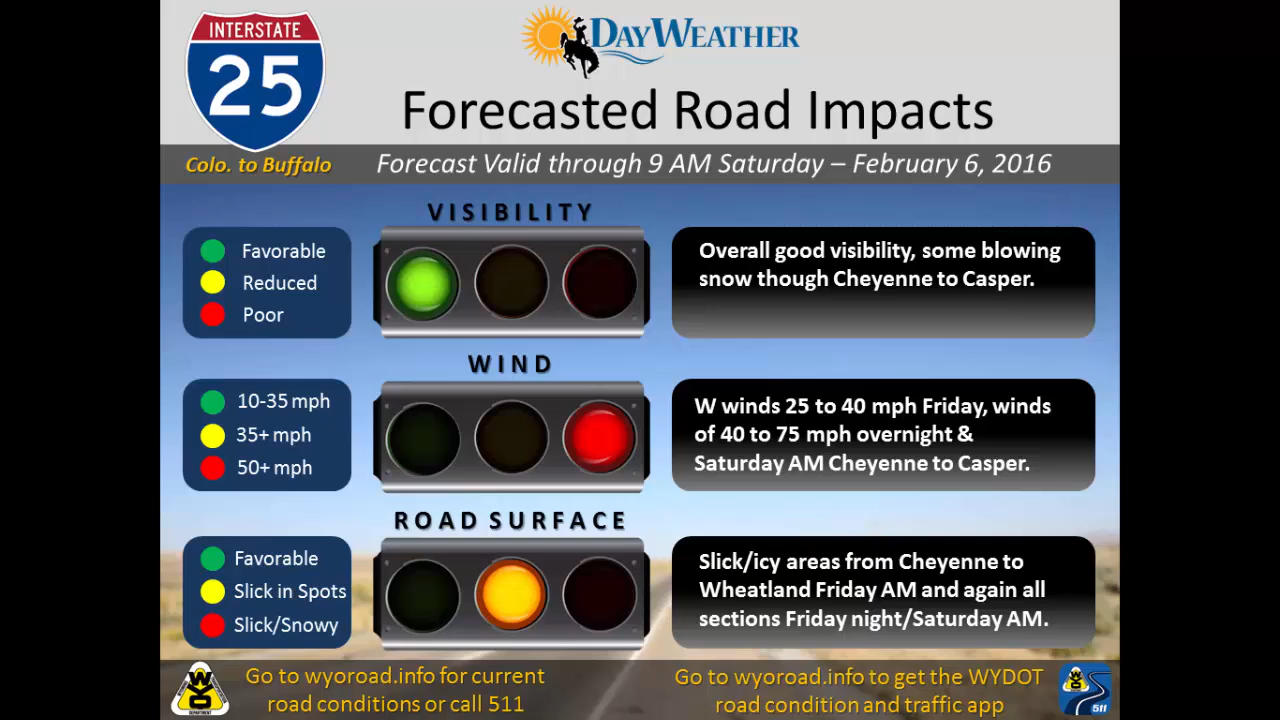 INTERSTATE
25
DAYWEATHER
Forecasted Road Impacts
Colo. to Buffalo
Forecast Valid through 9 AM Saturday – February 6, 2016
VISIBILITY
Favorable
Reduced
Poor
Overall good visibility, some blowing
snow though Cheyenne to Casper.
WIND
10-35 mph
35+ mph
50+ mph
W winds 25 to 40 mph Friday, winds
of 40 to 75 mph overnight &
Saturday AM Cheyenne to Casper.
ROAD SURFACE
Favorable
Slick in Spots
Slick/Snowy
Slick/icy areas from Cheyenne to
Wheatland Friday AM and again all
sections Friday night/Saturday AM.
Go to wyoroad.info for current
road conditions or call 511
Go to wyoroad.info to get the WYDOT
road condition and traffic app
511